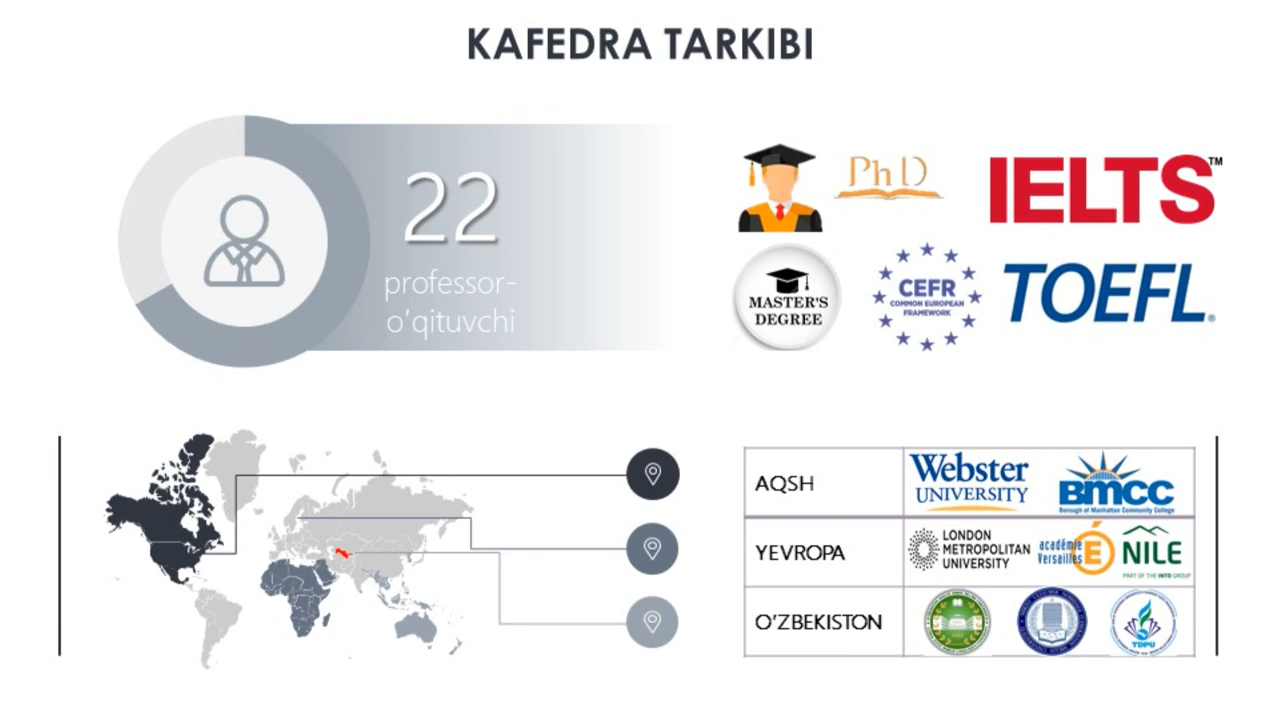 KAFEDRA TARKIBI
22
professor-
o'qituvchi
PhD
IELTS™
MASTER'S
DEGREE
CEFR
COMMON EUROPEAN
FRAMEWORK
TOEFL®
AQSH
Webster
UNIVERSITY
BMCC
Borough of Manhattan Community College
YEVROPA
LONDON
METROPOLITAN
UNIVERSITY
académie
Versailles
É
NILE
PART OF THE INTO GROUP
O'ZBEKISTON
TDPU